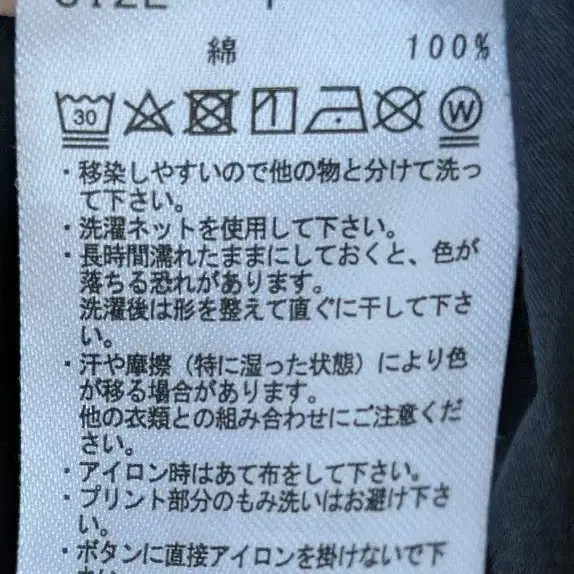 SIZE
綿 100%
30 W
・移染しやすいので他の物と分けて洗っ
て下さい。
・洗濯ネットを使用して下さい。
・長時間濡れたままにしておくと、色が
落ちる恐れがあります。
洗濯後は形を整えて直ぐに干して下さ
い。
・汗や摩擦（特に湿った状態）により色
が移る場合があります。
他の衣類との組み合わせにご注意くだ
さい。
・アイロン時はあて布をして下さい。
・プリント部分のもみ洗いはお避け下さ
い。
・ボタンに直接アイロンを掛けないで下
さい。